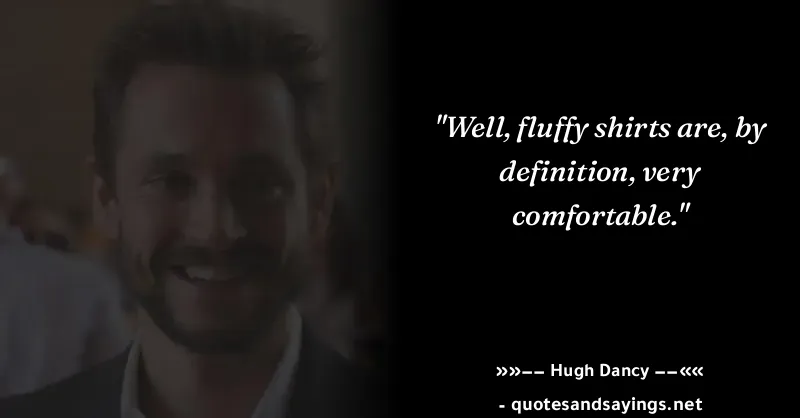 "Well, fluffy shirts are, by
definition, very
comfortable."
»»−− Hugh Dancy −−««
- quotesandsayings.net